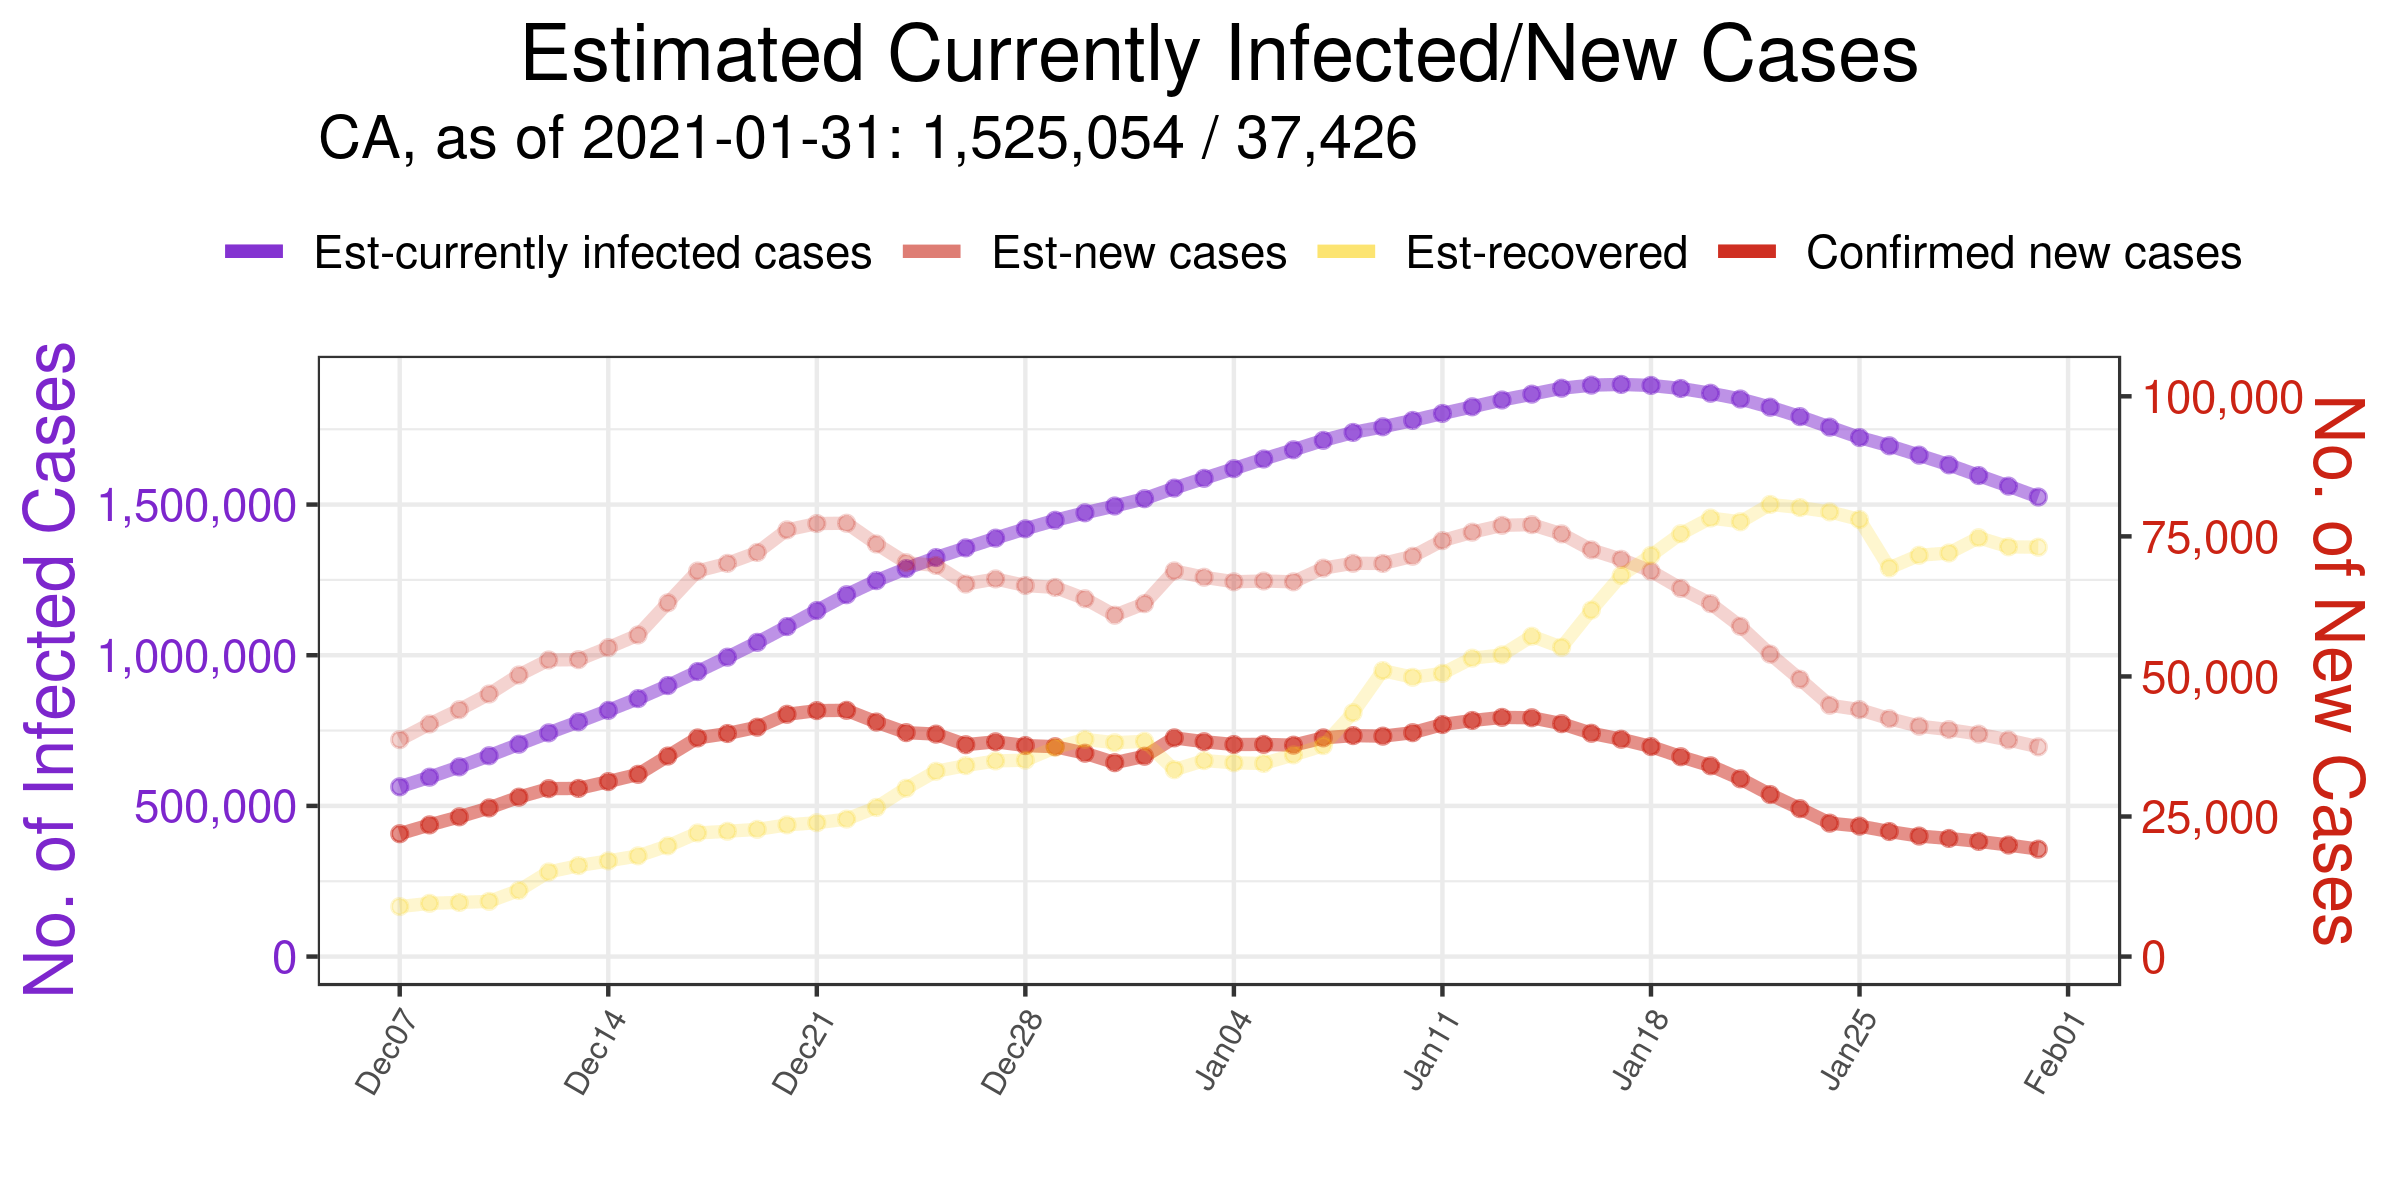 Estimated Currently Infected/New Cases
CA, as of 2021-01-31: 1,525,054 / 37,426
Est-currently infected cases Est-new cases Est-recovered Confirmed new cases
No. of Infected Cases
1,500,000
1,000,000
500,000
0
100,000
75,000
50,000
25,000
0
No. of New Cases
Dec07 Dec14 Dec21 Dec28 Jan04 Jan11 Jan18 Jan25 Feb01